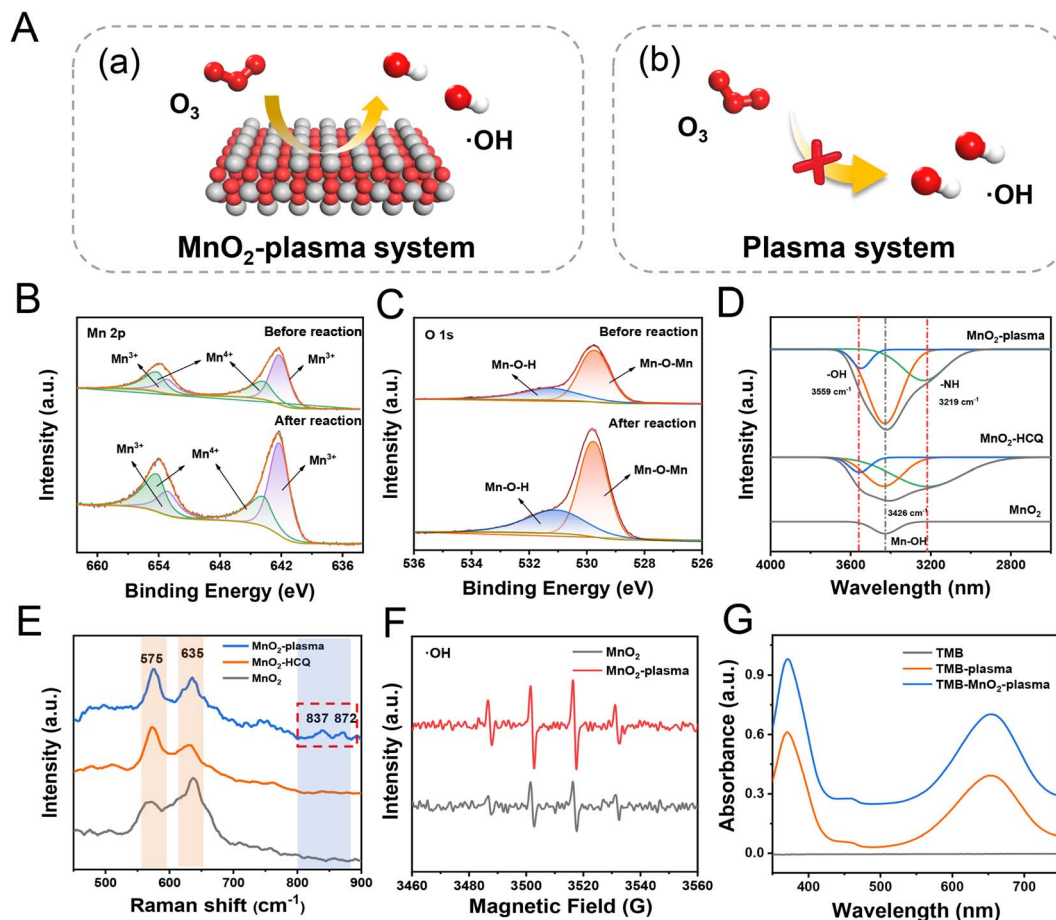 A
(a)
O3
·OH
MnO2-plasma system
(b)
O3
·OH
Plasma system
B
Mn 2p
Before reaction
Mn3+
Mn4+
Mn3+
After reaction
Mn3+
Mn4+
Mn3+
Intensity (a.u.)
660 654 648 642 636
Binding Energy (eV)
C
O 1s
Before reaction
Mn-O-H
Mn-O-Mn
After reaction
Mn-O-H
Mn-O-Mn
Intensity (a.u.)
536 534 532 530 528 526
Binding Energy (eV)
D
MnO2-plasma
-OH
3559 cm-1
-NH
3219 cm-1
MnO2-HCQ
3426 cm-1
MnO2
Mn-OH
Intensity (a.u.)
4000 3600 3200 2800
Wavelength (nm)
E
575
635
MnO2-plasma
MnO2-HCQ
MnO2
837 872
Intensity (a.u.)
500 600 700 800 900
Raman shift (cm-1)
F
·OH
MnO2
MnO2-plasma
Intensity (a.u.)
3460 3480 3500 3520 3540 3560
Magnetic Field (G)
G
TMB
TMB-plasma
TMB-MnO2-plasma
Absorbance (a.u.)
1.2
0.9
0.6
0.3
0.0
400 500 600 700
Wavelength (nm)